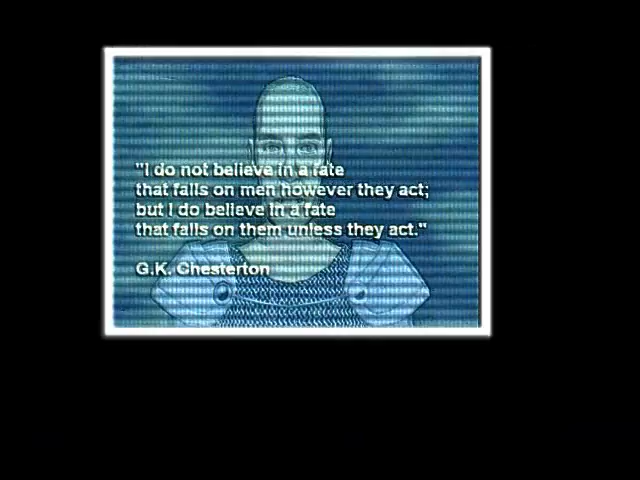 "I do not believe in a fate
that falls on men however they act;
but I do believe in a fate
that falls on them unless they act."
G.K. Chesterton